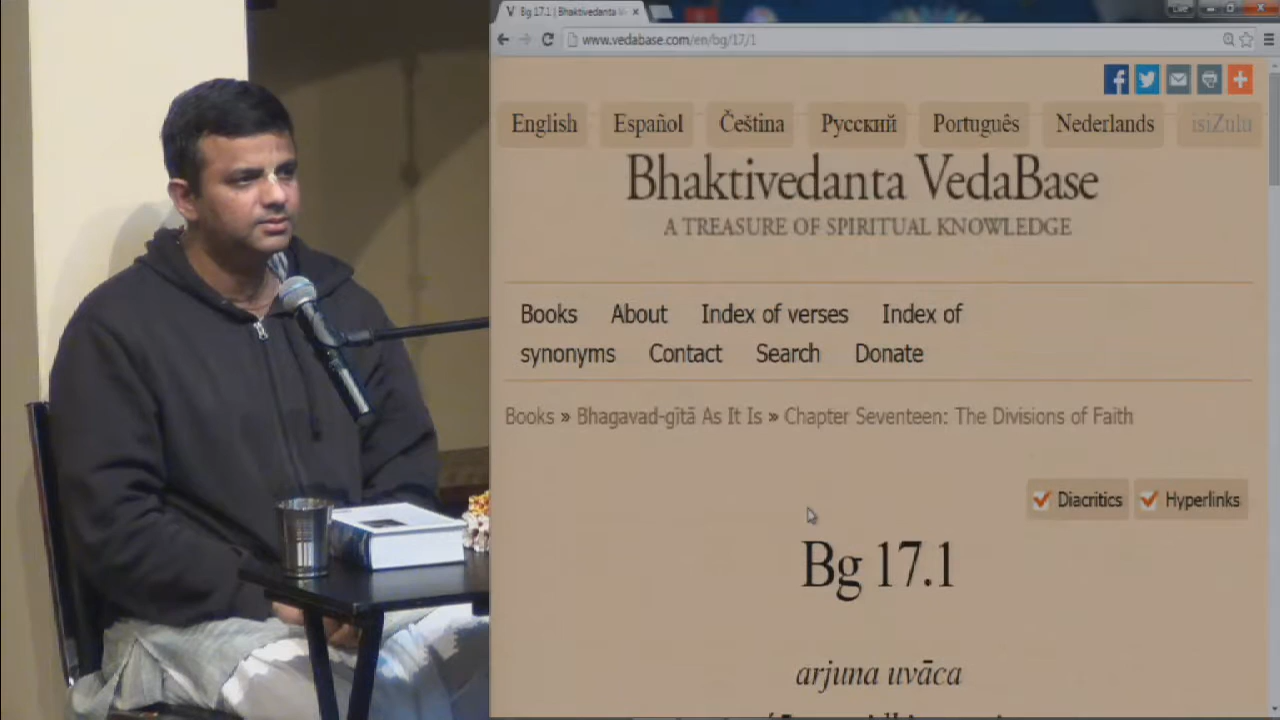 Bg 17.1 | Bhaktivedanta V
www.vedabase.com/en/bg/17/1
English Español Čeština Русский Português Nederlands isiZulu
Bhaktivedanta VedaBase
A TREASURE OF SPIRITUAL KNOWLEDGE
Books About Index of verses Index of
synonyms Contact Search Donate
Books » Bhagavad-gītā As It Is » Chapter Seventeen: The Divisions of Faith
Diacritics Hyperlinks
Bg 17.1
arjuna uvāca